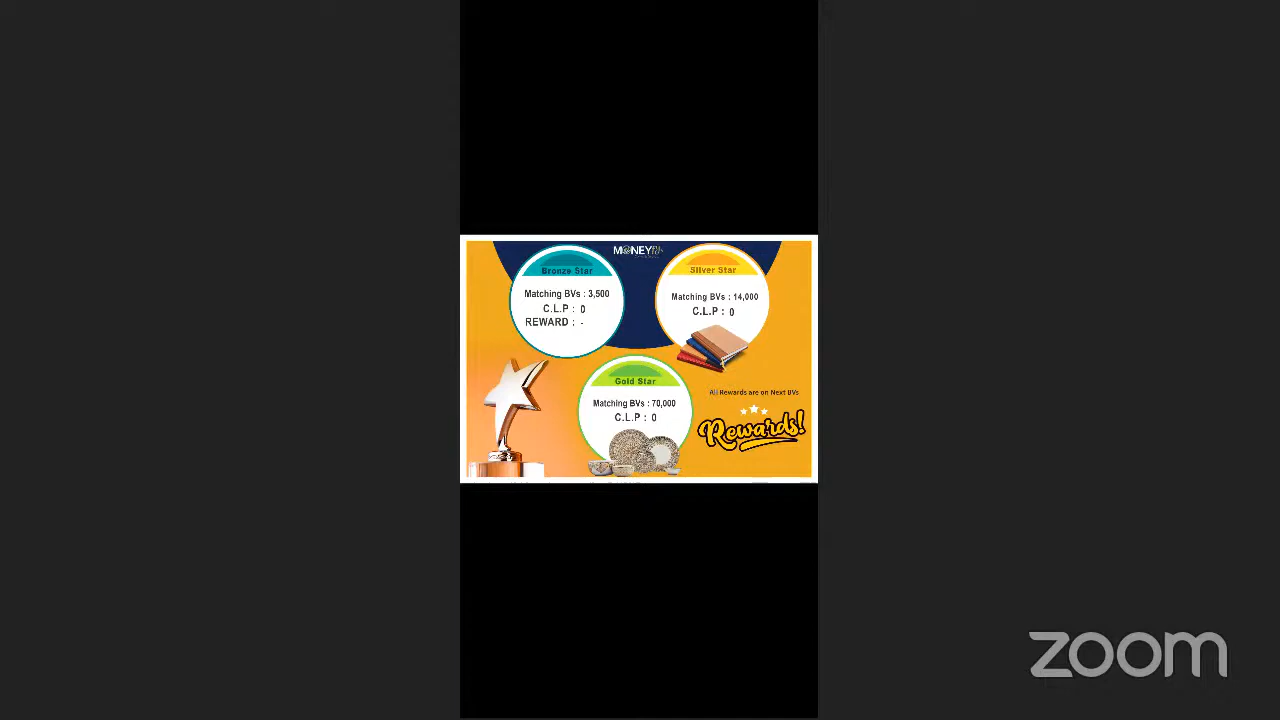 Bronze Star
Matching BVs : 3,500
C.L.P : 0
REWARD : -
Silver Star
Matching BVs : 14,000
C.L.P : 0
Gold Star
Matching BVs : 70,000
C.L.P : 0
All Rewards are on Next BVs
Rewards!
zoom